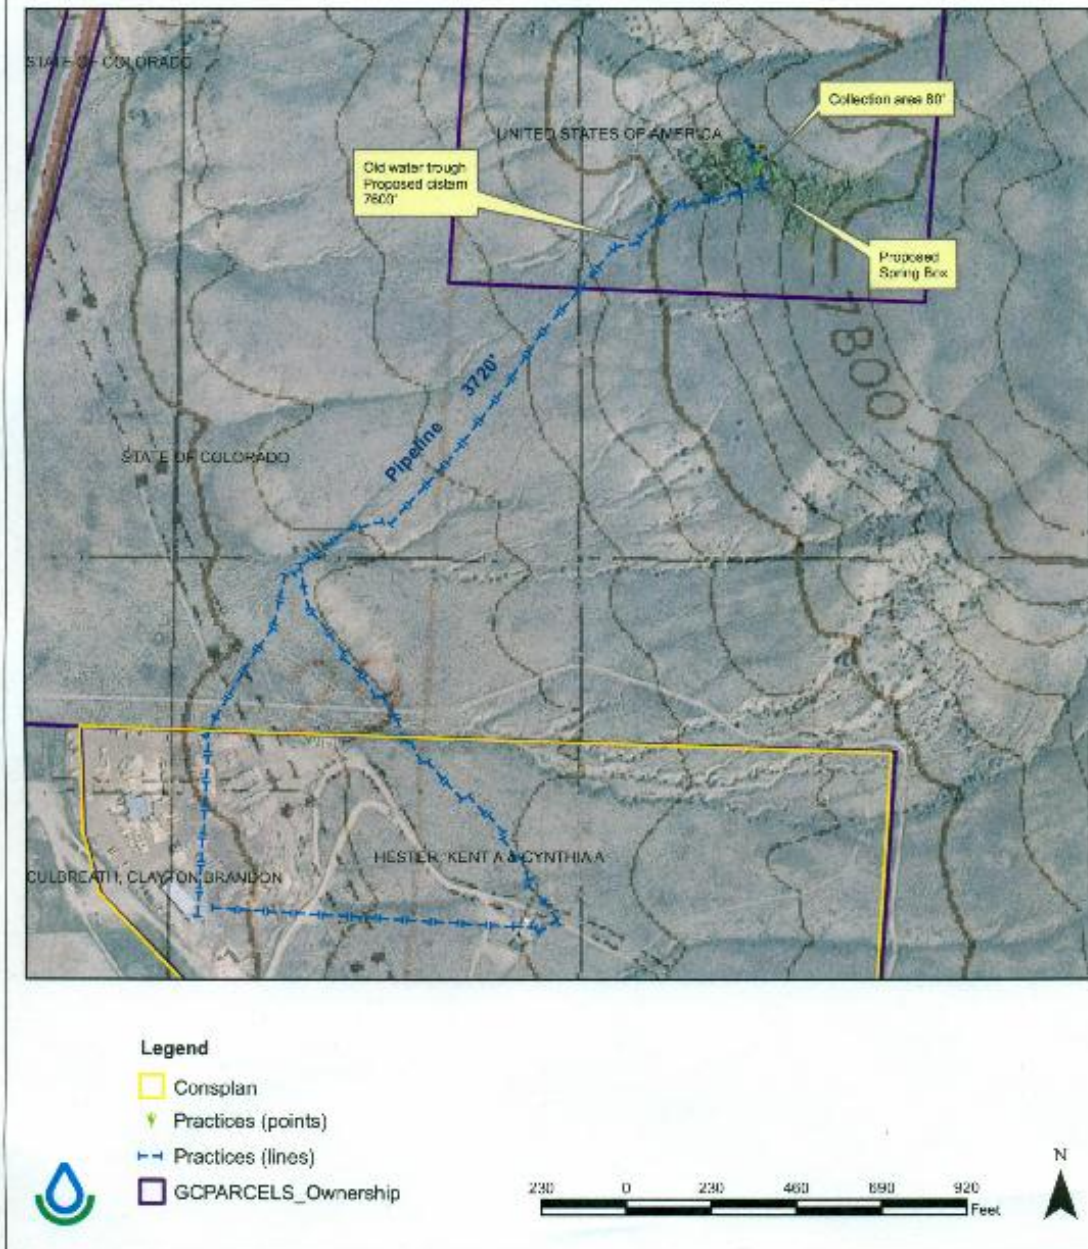 STATE OF COLORADO
Collection area 80'
UNITED STATES OF AMERICA
Old water trough
Proposed cistern
7600'
Proposed
Spring Box
7800
3720'
Pipeline
STATE OF COLORADO
HESTER, KENT A & CYNTHIA A
CULBREATH, CLAYTON BRANDON
Legend
Consplan
Practices (points)
Practices (lines)
GCPARCELS_Ownership
230 0 230 460 690 920
Feet
N